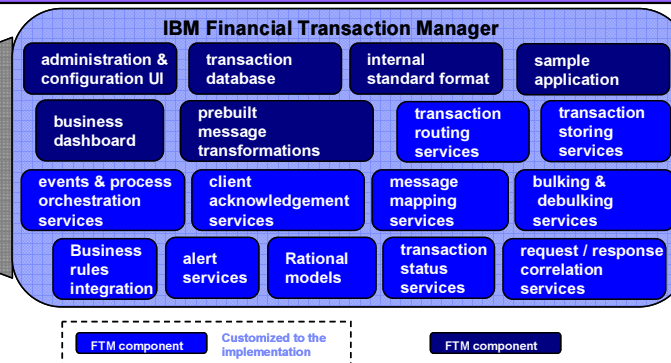 IBM Financial Transaction Manager
administration &
configuration UI
transaction
database
internal
standard format
sample
application
business
dashboard
prebuilt
message
transformations
transaction
routing
services
transaction
storing
services
events & process
orchestration
services
client
acknowledgement
services
message
mapping
services
bulking &
debulking
services
Business
rules
integration
alert
services
Rational
models
transaction
status
services
request / response
correlation
services
FTM component
Customized to the
implementation
FTM component